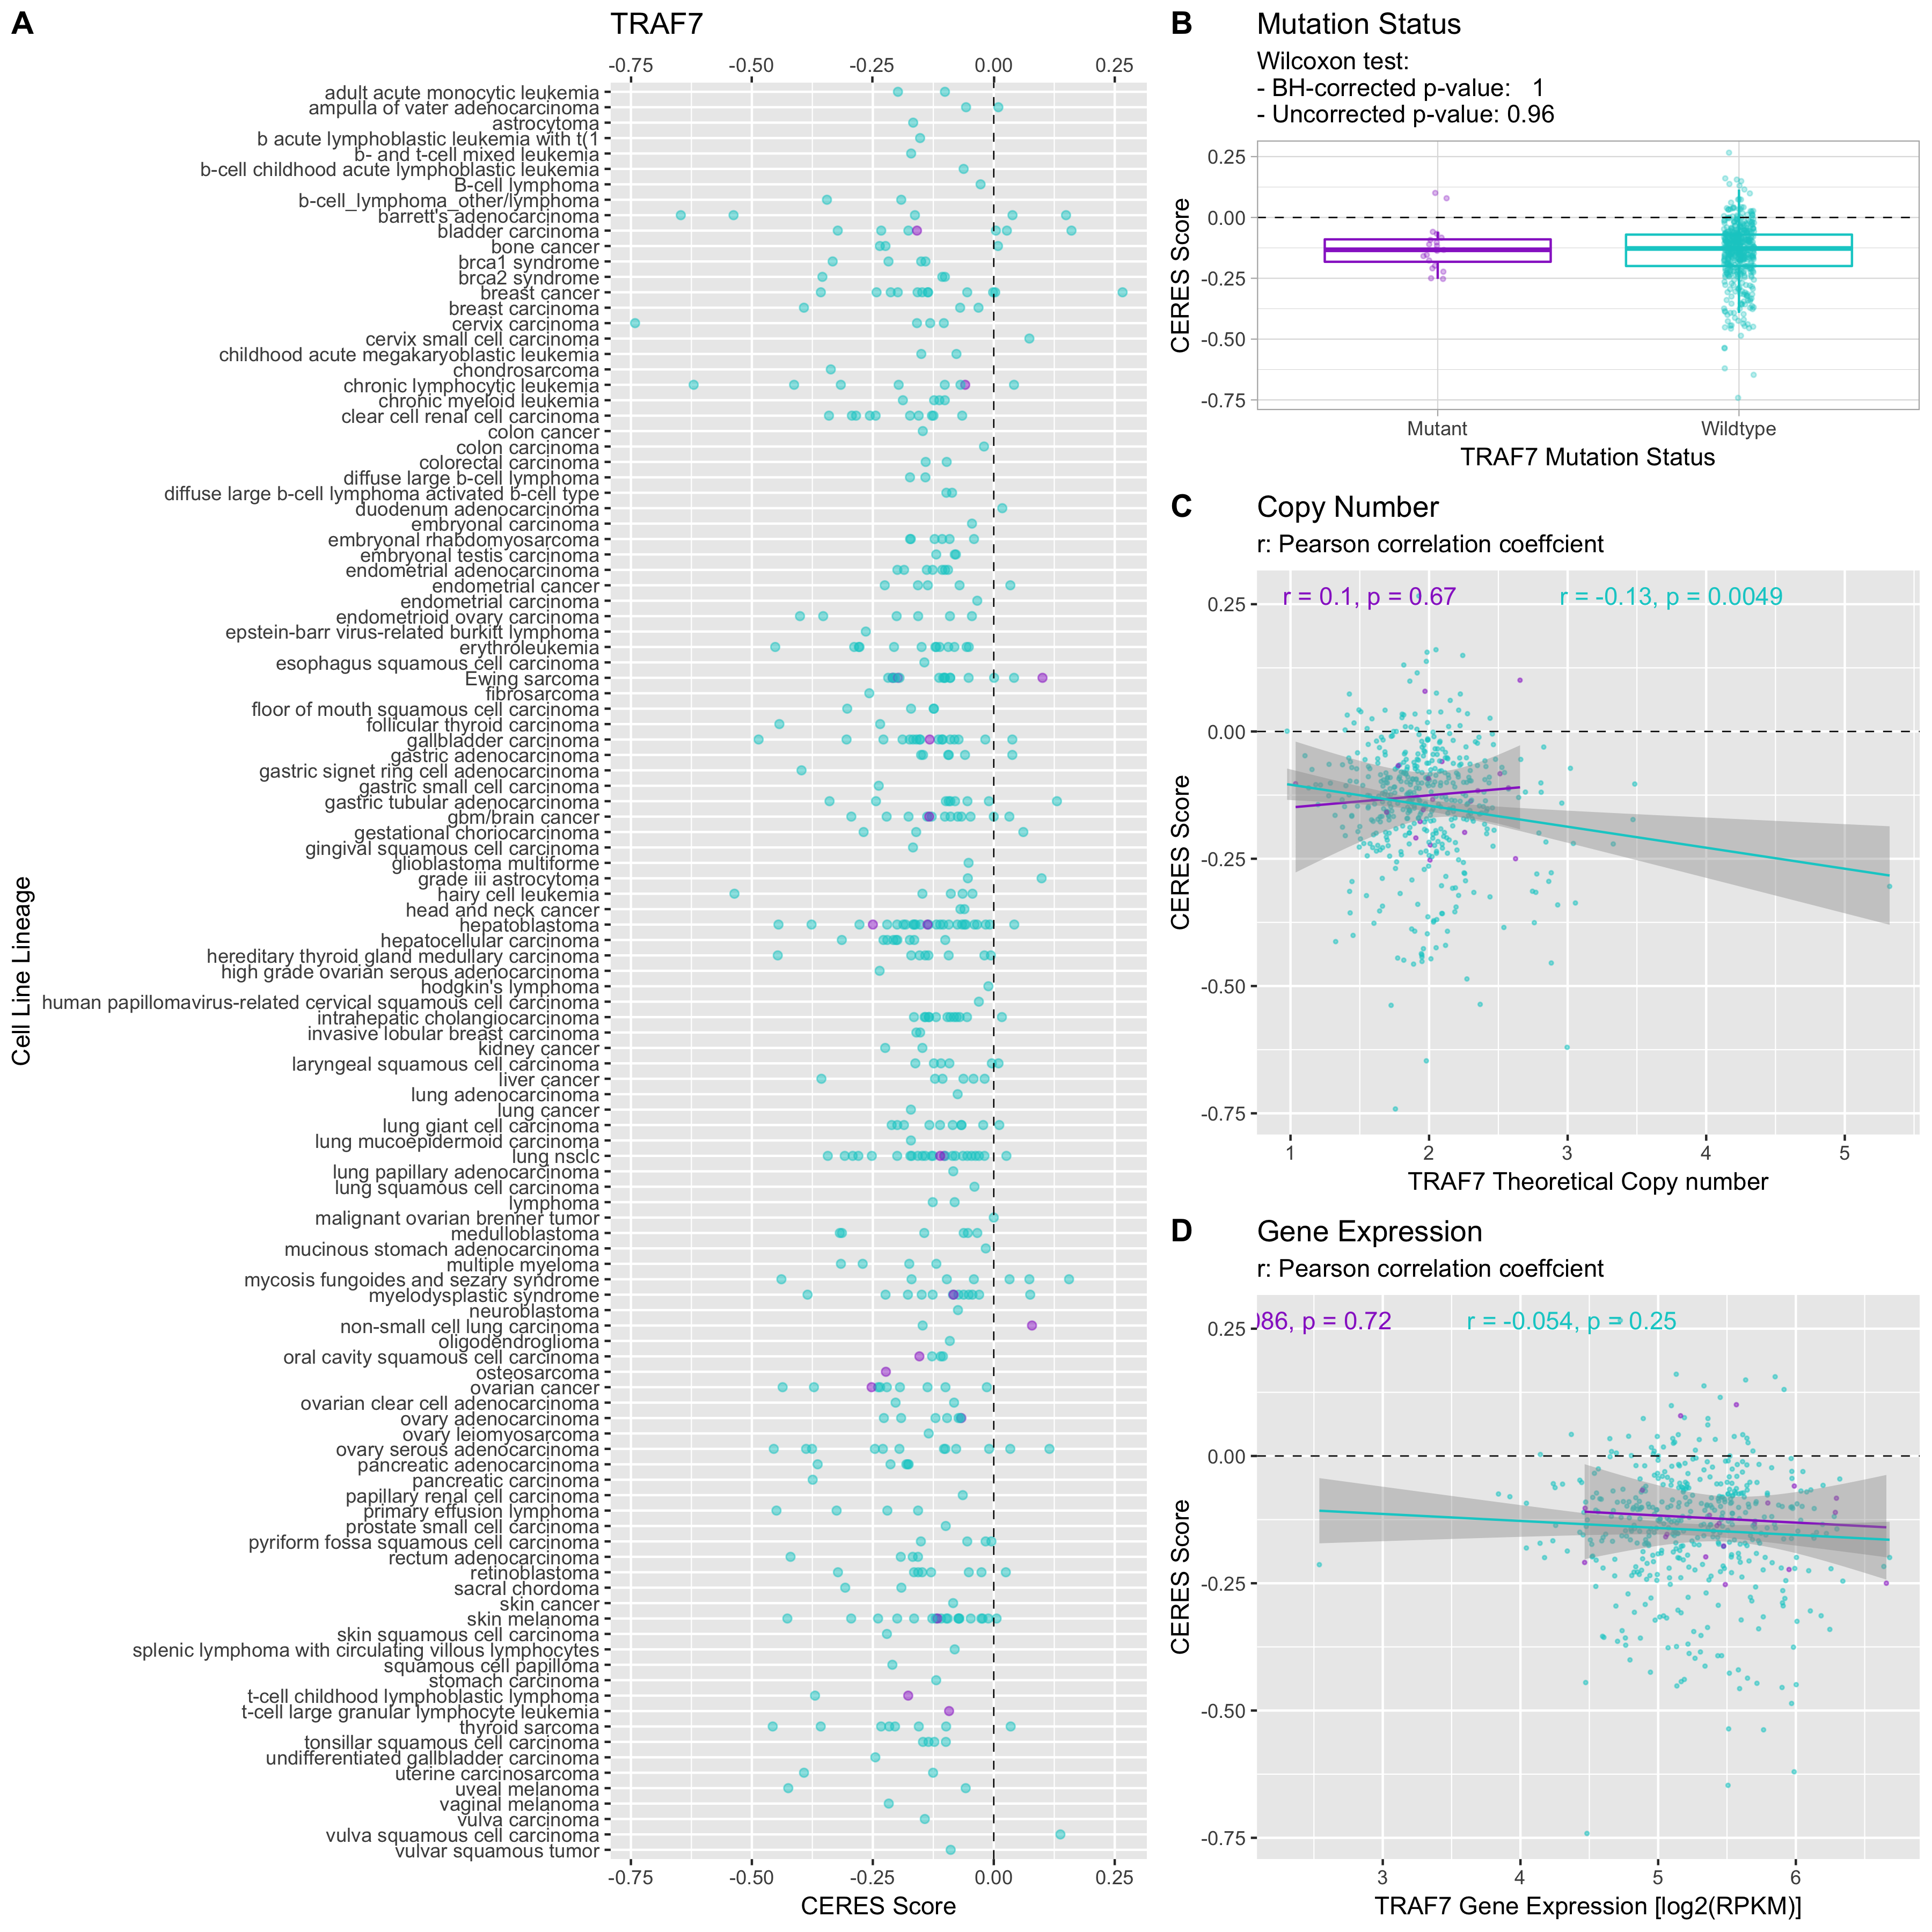 A
TRAF7
-0.75 -0.50 -0.25 0.00 0.25
Cell Line Lineage
adult acute monocytic leukemia
ampulla of vater adenocarcinoma
astrocytoma
b acute lymphoblastic leukemia with t(1
b- and t-cell mixed leukemia
b-cell childhood acute lymphoblastic leukemia
B-cell lymphoma
b-cell_lymphoma_other/lymphoma
barrett's adenocarcinoma
bladder carcinoma
bone cancer
brca1 syndrome
brca2 syndrome
breast cancer
breast carcinoma
cervix carcinoma
cervix small cell carcinoma
childhood acute megakaryoblastic leukemia
chondrosarcoma
chronic lymphocytic leukemia
chronic myeloid leukemia
clear cell renal cell carcinoma
colon cancer
colon carcinoma
colorectal carcinoma
diffuse large b-cell lymphoma
diffuse large b-cell lymphoma activated b-cell type
duodenum adenocarcinoma
embryonal carcinoma
embryonal rhabdomyosarcoma
embryonal testis carcinoma
endometrial adenocarcinoma
endometrial cancer
endometrial carcinoma
endometrioid ovary carcinoma
epstein-barr virus-related burkitt lymphoma
erythroleukemia
esophagus squamous cell carcinoma
Ewing sarcoma
fibrosarcoma
floor of mouth squamous cell carcinoma
follicular thyroid carcinoma
gallbladder carcinoma
gastric adenocarcinoma
gastric signet ring cell adenocarcinoma
gastric small cell carcinoma
gastric tubular adenocarcinoma
gbm/brain cancer
gestational choriocarcinoma
gingival squamous cell carcinoma
glioblastoma multiforme
grade iii astrocytoma
hairy cell leukemia
head and neck cancer
hepatoblastoma
hepatocellular carcinoma
hereditary thyroid gland medullary carcinoma
high grade ovarian serous adenocarcinoma
hodgkin's lymphoma
human papillomavirus-related cervical squamous cell carcinoma
intrahepatic cholangiocarcinoma
invasive lobular breast carcinoma
kidney cancer
laryngeal squamous cell carcinoma
liver cancer
lung adenocarcinoma
lung cancer
lung giant cell carcinoma
lung mucoepidermoid carcinoma
lung nsclc
lung papillary adenocarcinoma
lung squamous cell carcinoma
lymphoma
malignant ovarian brenner tumor
medulloblastoma
mucinous stomach adenocarcinoma
multiple myeloma
mycosis fungoides and sezary syndrome
myelodysplastic syndrome
neuroblastoma
non-small cell lung carcinoma
oligodendroglioma
oral cavity squamous cell carcinoma
osteosarcoma
ovarian cancer
ovarian clear cell adenocarcinoma
ovary adenocarcinoma
ovary leiomyosarcoma
ovary serous adenocarcinoma
pancreatic adenocarcinoma
pancreatic carcinoma
papillary renal cell carcinoma
primary effusion lymphoma
prostate small cell carcinoma
pyriform fossa squamous cell carcinoma
rectum adenocarcinoma
retinoblastoma
sacral chordoma
skin cancer
skin melanoma
skin squamous cell carcinoma
splenic lymphoma with circulating villous lymphocytes
squamous cell papilloma
stomach carcinoma
t-cell childhood lymphoblastic lymphoma
t-cell large granular lymphocyte leukemia
thyroid sarcoma
tonsillar squamous cell carcinoma
undifferentiated gallbladder carcinoma
uterine carcinosarcoma
uveal melanoma
vaginal melanoma
vulva carcinoma
vulva squamous cell carcinoma
vulvar squamous tumor
-0.75 -0.50 -0.25 0.00 0.25
CERES Score
B
Mutation Status
Wilcoxon test:
- BH-corrected p-value: 1
- Uncorrected p-value: 0.96
CERES Score
0.25
0.00
-0.25
-0.50
-0.75
Mutant Wildtype
TRAF7 Mutation Status
C
Copy Number
r: Pearson correlation coeffcient
r = 0.1, p = 0.67 r = -0.13, p = 0.0049
CERES Score
0.25
0.00
-0.25
-0.50
-0.75
1 2 3 4 5
TRAF7 Theoretical Copy number
D
Gene Expression
r: Pearson correlation coeffcient
86, p = 0.72 r = -0.054, p = 0.25
CERES Score
0.25
0.00
-0.25
-0.50
-0.75
3 4 5 6
TRAF7 Gene Expression [log2(RPKM)]